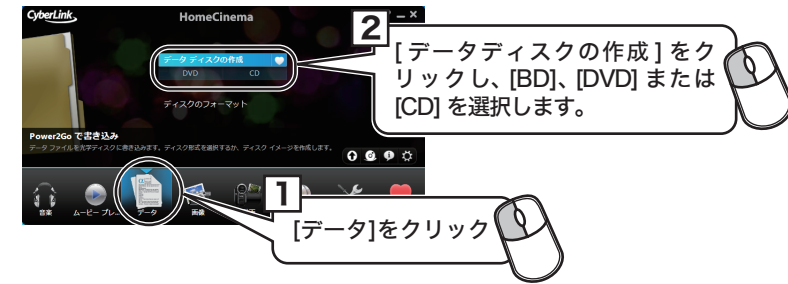 CyberLink HomeCinema
データ ディスクの作成
DVD CD
ディスクのフォーマット
Power2Go で書き込み
データ ファイルを光学ディスクに書き込みます。ディスク形式を選択するか、ディスク イメージを作成します。
音楽 ムービー プレ... データ 画像
2
[データディスクの作成]をク
リックし、[BD]、[DVD] または
[CD] を選択します。
1
[データ]をクリック